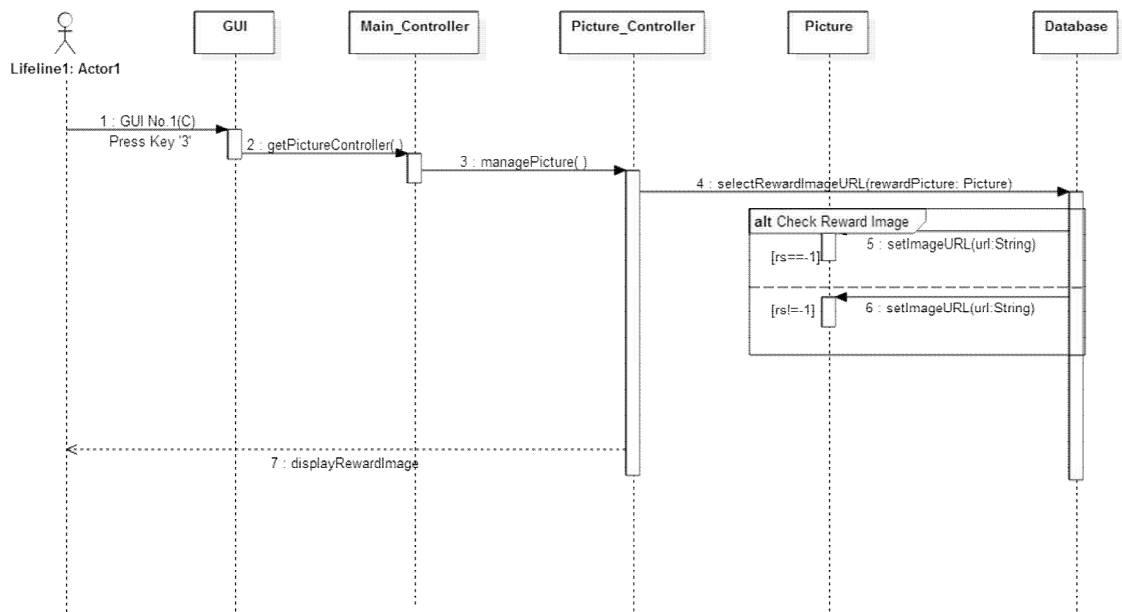 GUI
Main_Controller
Picture_Controller
Picture
Database
Lifeline1: Actor1
1 : GUI No.1(C)
Press Key '3'
2 : getPictureController( )
3 : managePicture( )
4 : selectRewardImageURL(rewardPicture: Picture)
alt Check Reward Image
5 : setImageURL(url:String)
[rs==-1]
[rs!=-1]
6 : setImageURL(url:String)
7 : displayRewardImage